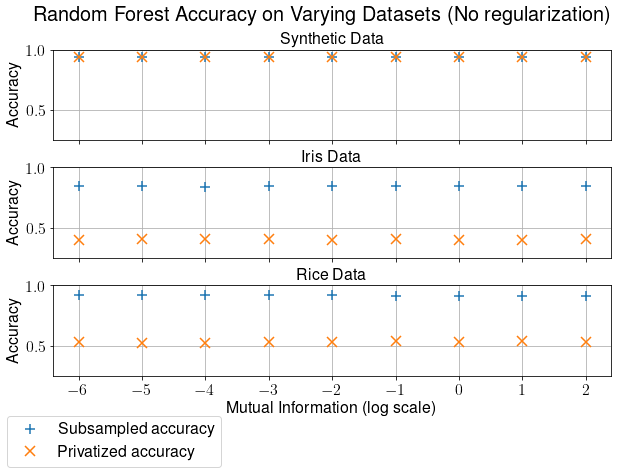 Random Forest Accuracy on Varying Datasets (No regularization)
Synthetic Data
1.0
0.5
Accuracy
Iris Data
1.0
0.5
Accuracy
Rice Data
1.0
0.5
Accuracy
−6 −5 −4 −3 −2 −1 0 1 2
Mutual Information (log scale)
Subsampled accuracy
Privatized accuracy